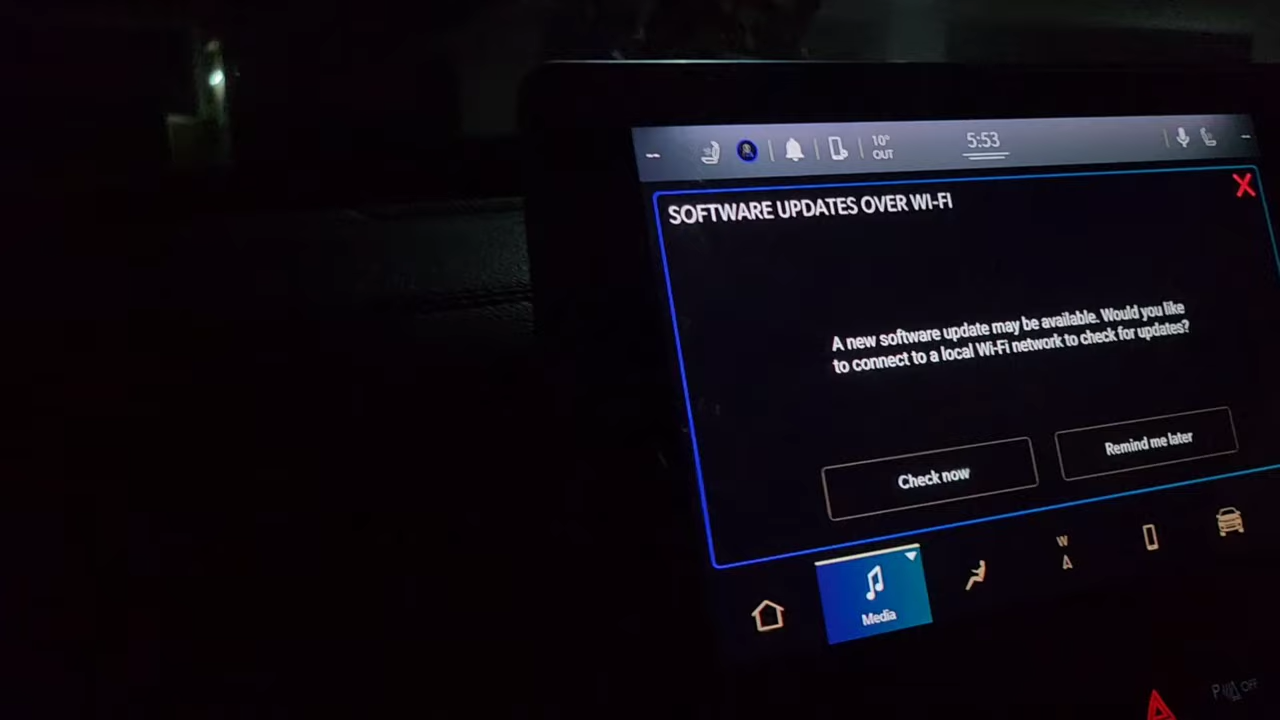 10°
OUT
5:53
SOFTWARE UPDATES OVER WI-FI
A new software update may be available. Would you like
to connect to a local Wi-Fi network to check for updates?
Check now
Remind me later
W
Media
P OFF